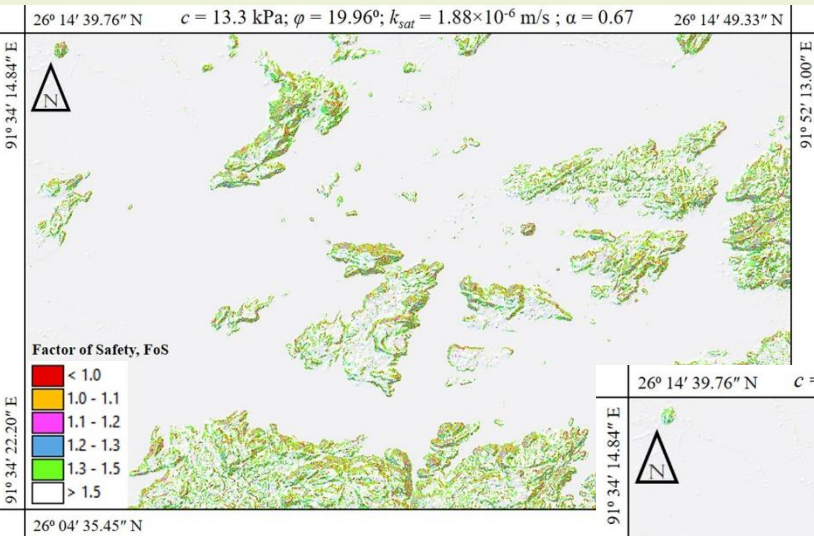 26º 14′ 39.76″ N
c = 13.3 kPa; φ = 19.96º; ksat = 1.88×10-6 m/s ; α = 0.67
26º 14′ 49.33″ N
91º 34′ 14.84″ E
91º 52′ 13.00″ E
N
Factor of Safety, FoS
< 1.0
1.0 - 1.1
1.1 - 1.2
1.2 - 1.3
1.3 - 1.5
> 1.5
91º 34′ 22.20″ E
26º 04′ 35.45″ N
26º 14′ 39.76″ N
c =
91º 34′ 14.84″ E
N